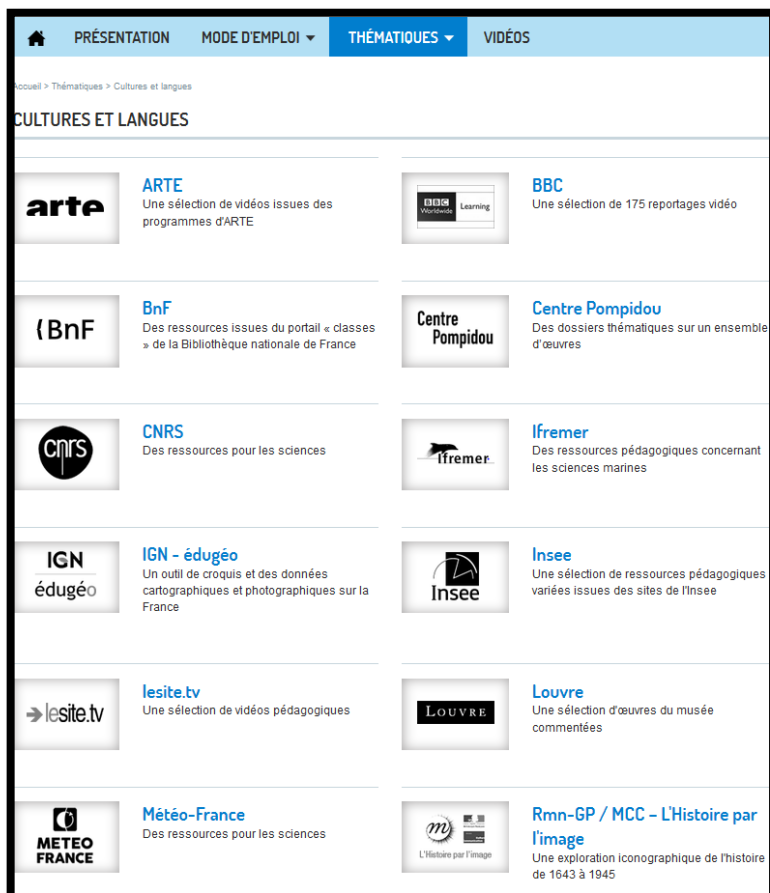 PRÉSENTATION MODE D'EMPLOI THÉMATIQUES VIDÉOS
Accueil > Thématiques > Cultures et langues
CULTURES ET LANGUES
arte
ARTE
Une sélection de vidéos issues des
programmes d'ARTE
BBC
Worldwide Learning
BBC
Une sélection de 175 reportages vidéo
BnF
BnF
Des ressources issues du portail « classes
» de la Bibliothèque nationale de France
Centre
Pompidou
Centre Pompidou
Des dossiers thématiques sur un ensemble
d'œuvres
cnrs
CNRS
Des ressources pour les sciences
Ifremer
Ifremer
Des ressources pédagogiques concernant
les sciences marines
IGN
édugéo
IGN - édugéo
Un outil de croquis et des données
cartographiques et photographiques sur la
France
Insee
Insee
Une sélection de ressources pédagogiques
variées issues des sites de l'Insee
lesite.tv
lesite.tv
Une sélection de vidéos pédagogiques
LOUVRE
Louvre
Une sélection d'œuvres du musée
commentées
METEO
FRANCE
Météo-France
Des ressources pour les sciences
m
L'Histoire par l'image
Rmn-GP / MCC – L'Histoire par
l'image
Une exploration iconographique de l'histoire
de 1643 à 1945